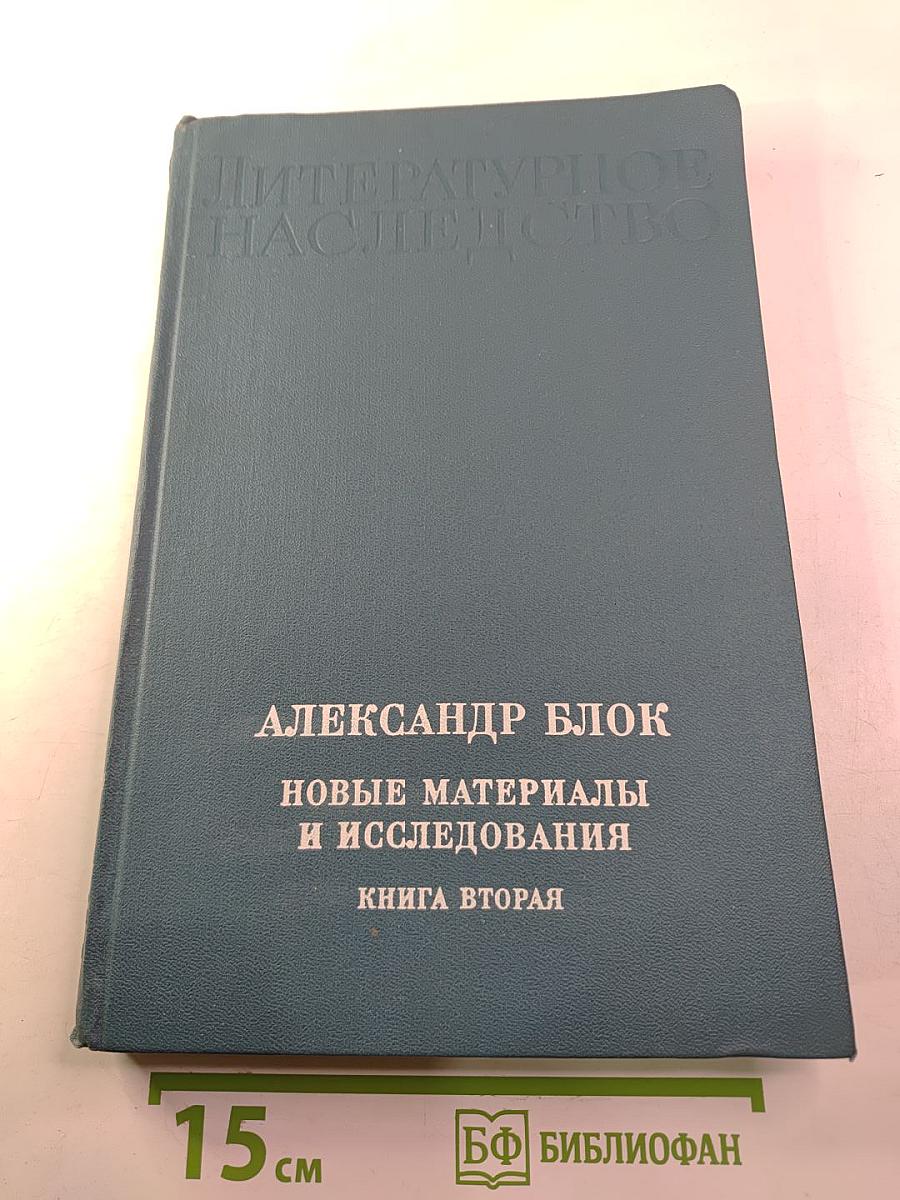 ЛИТЕРАТУРНОЕ
НАСЛЕДСТВО
АЛЕКСАНДР БЛОК
НОВЫЕ МАТЕРИАЛЫ
И ИССЛЕДОВАНИЯ
КНИГА ВТОРАЯ
15 СМ
БФ БИБЛИОФАН